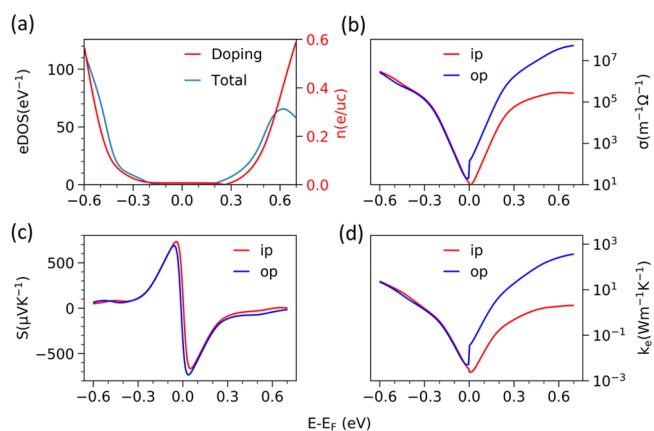 (a)
Doping
Total
eDOS(eV⁻¹)
100
50
0
n(e/uc)
0.6
0.4
0.2
0.0
−0.6 −0.3 0.0 0.3 0.6
(b)
ip
op
σ(m⁻¹Ω⁻¹)
10⁷
10⁵
10³
10¹
−0.6 −0.3 0.0 0.3 0.6
(c)
ip
op
S(μVK⁻¹)
500
0
−500
−0.6 −0.3 0.0 0.3 0.6
(d)
ip
op
kₑ(Wm⁻¹K⁻¹)
10³
10¹
10⁻¹
10⁻³
−0.6 −0.3 0.0 0.3 0.6
E-E_F (eV)